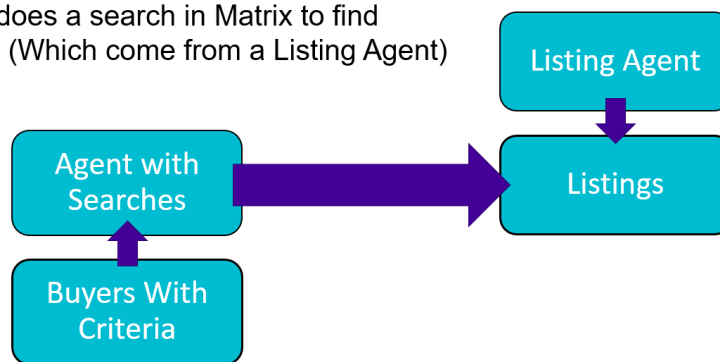 does a search in Matrix to find
(Which come from a Listing Agent)
Listing Agent
Agent with
Searches
Listings
Buyers With
Criteria